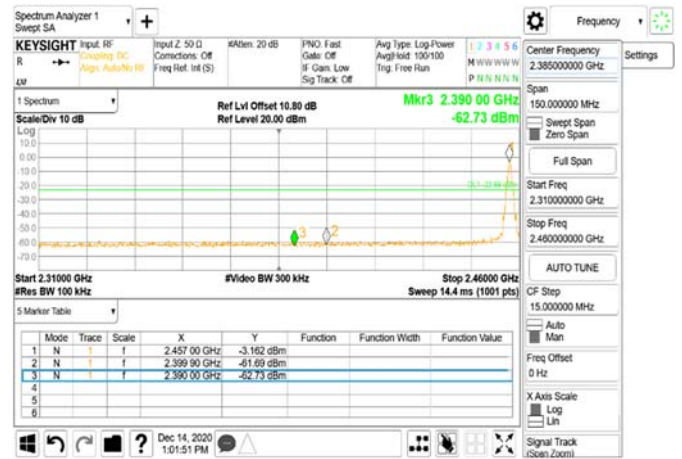 Spectrum Analyzer 1
Swept SA
Frequency
KEYSIGHT
R
Input: RF
Coupling: DC
Align: Auto/No RF
Input Z: 50 Ω
Corrections: Off
Freq Ref: Int (S)
#Atten: 20 dB
PNO: Fast
Gate: Off
IF Gain: Low
Sig Track: Off
Avg Type: Log-Power
Avg|Hold: 100/100
Trig: Free Run
1 2 3 4 5 6
M W W W W W
P N N N N N
1 Spectrum
Scale/Div 10 dB
Ref Lvl Offset 10.80 dB
Ref Level 20.00 dBm
Mkr3 2.390 00 GHz
-62.73 dBm
Log
10.0
0.00
-10.0
-20.0
-30.0
-40.0
-50.0
-60.0
-70.0
3
2
Start 2.31000 GHz
#Res BW 100 kHz
#Video BW 300 kHz
Stop 2.46000 GHz
Sweep 14.4 ms (1001 pts)
5 Marker Table
Mode Trace Scale X Y Function Function Width Function Value
1 N 1 f 2.457 00 GHz -3.162 dBm
2 N 1 f 2.399 90 GHz -61.69 dBm
3 N 1 f 2.390 00 GHz -62.73 dBm
4
5
6
Dec 14, 2020
1:01:51 PM
Center Frequency
2.385000000 GHz
Settings
Span
150.000000 MHz
Swept Span
Zero Span
Full Span
Start Freq
2.310000000 GHz
Stop Freq
2.460000000 GHz
AUTO TUNE
CF Step
15.000000 MHz
Auto
Man
Freq Offset
0 Hz
X Axis Scale
Log
Lin
Signal Track
(Span Zoom)